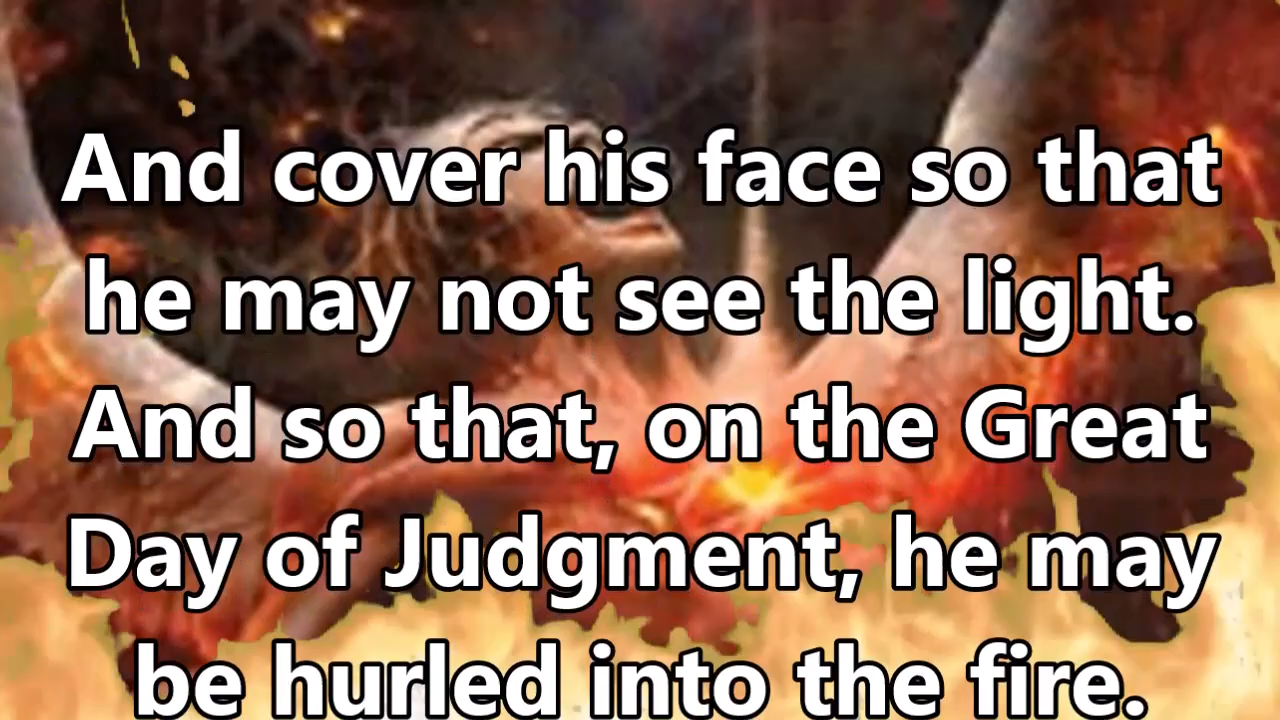 And cover his face so that
he may not see the light.
And so that, on the Great
Day of Judgment, he may
be hurled into the fire.